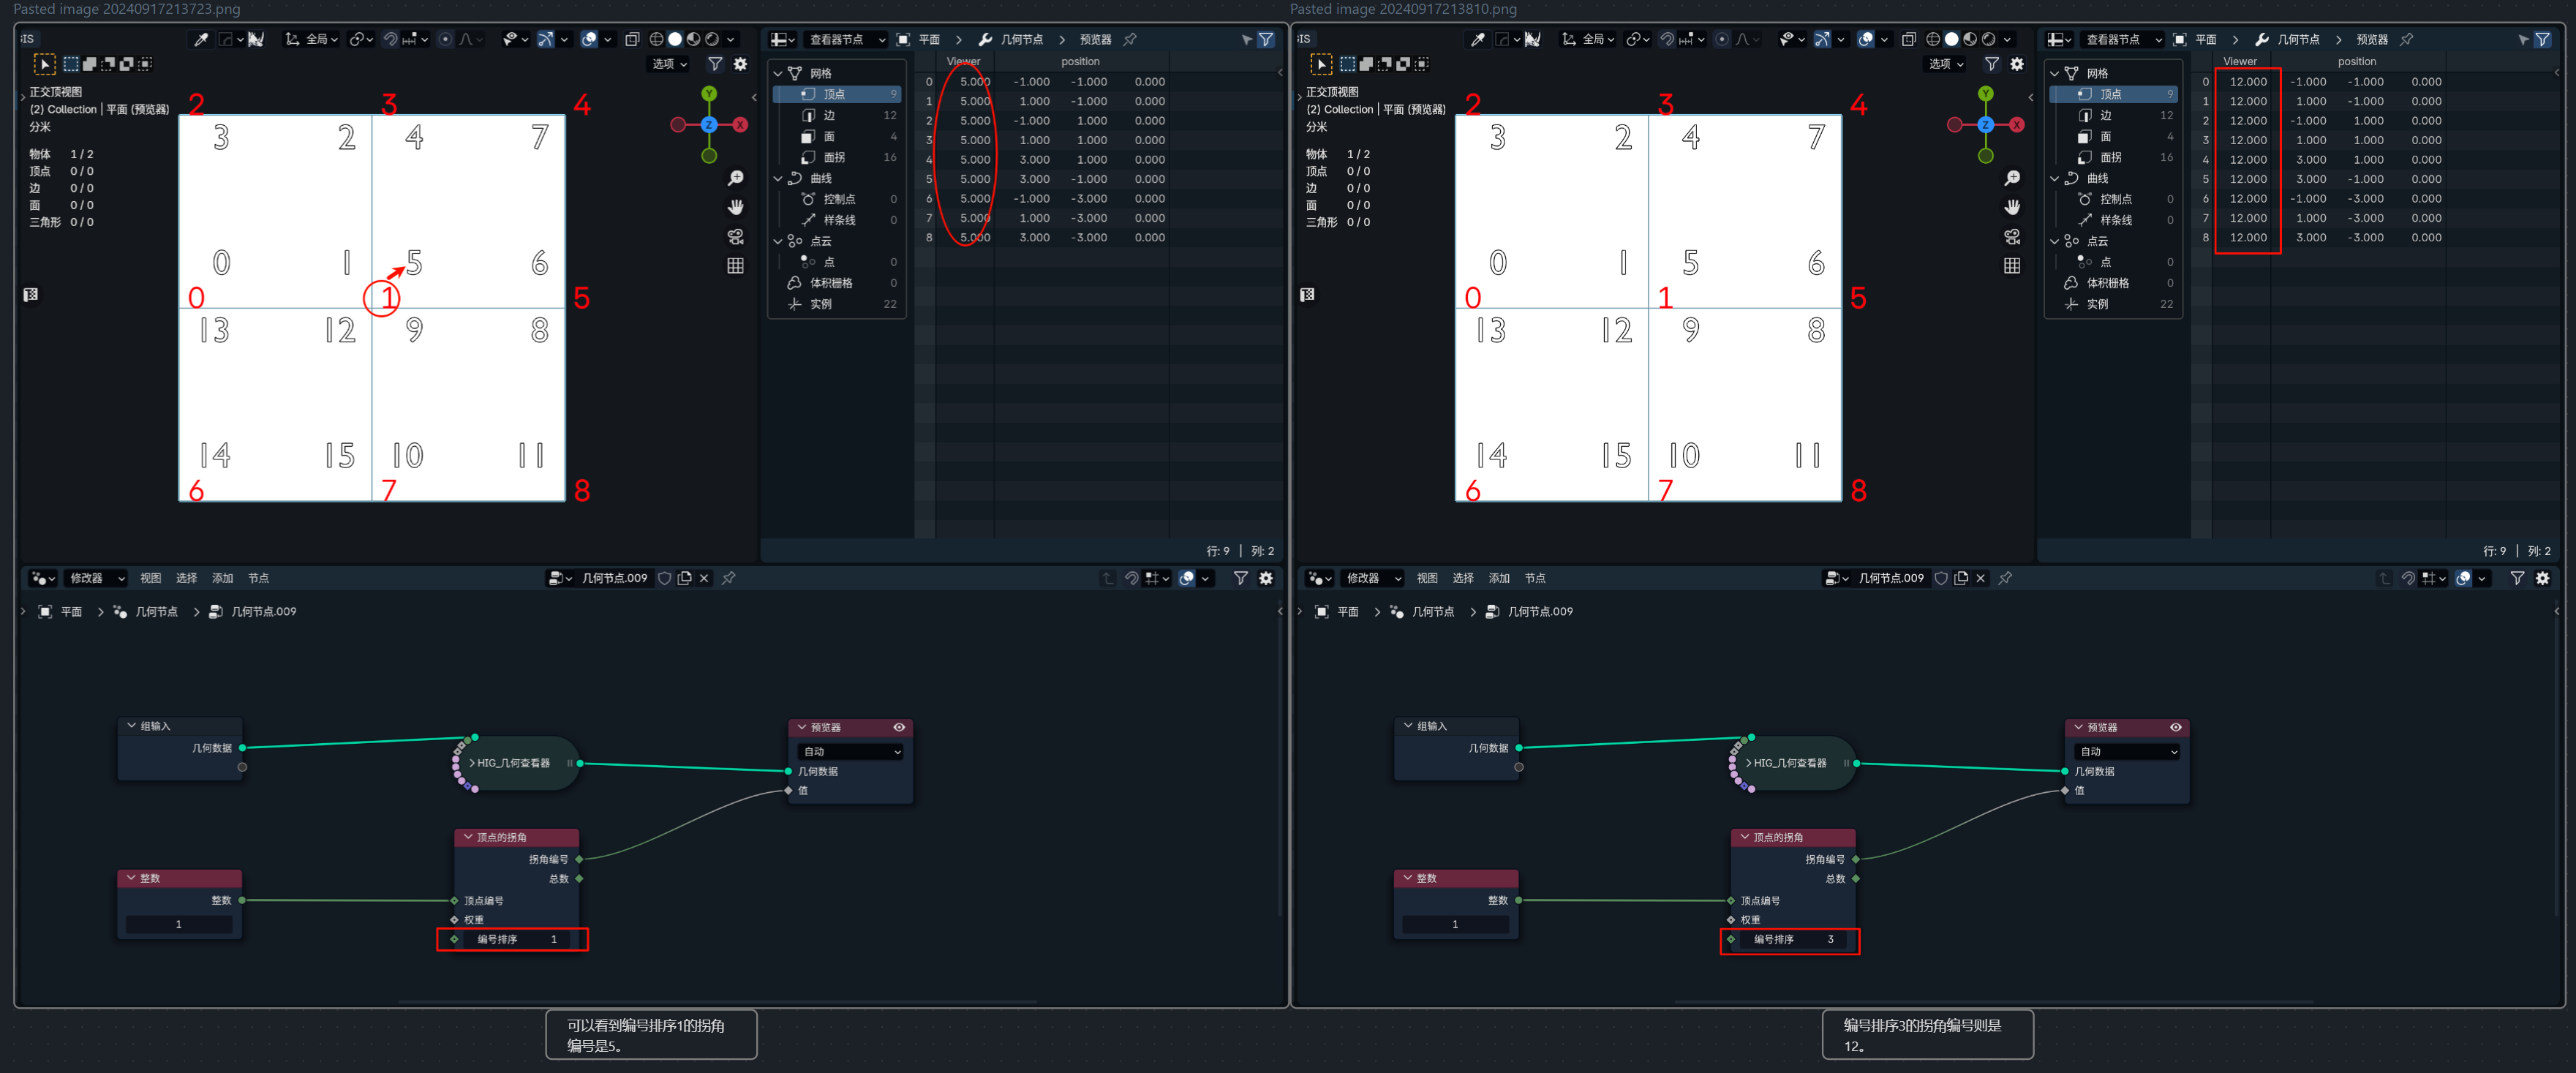 Pasted image 20240917213723.png
IS
全局
查看器节点
平面
几何节点
预览器
选项
正交顶视图
(2) Collection | 平面 (预览器)
分米
物体 1 / 2
顶点 0 / 0
边 0 / 0
面 0 / 0
三角形 0 / 0
2 3 4
3 2 4 7
0 1 5 6
0 1 5
13 12 9 8
14 15 10 11
6 7 8
Y
Z
X
网格
顶点 9
边 12
面 4
面拐 16
曲线
控制点 0
样条线 0
点云
点 0
体积栅格 0
实例 22
Viewer position
0 5.000 -1.000 -1.000 0.000
1 5.000 1.000 -1.000 0.000
2 5.000 -1.000 1.000 0.000
3 5.000 1.000 1.000 0.000
4 5.000 3.000 1.000 0.000
5 5.000 3.000 -1.000 0.000
6 5.000 -1.000 -3.000 0.000
7 5.000 1.000 -3.000 0.000
8 5.000 3.000 -3.000 0.000
行: 9 | 列: 2
修改器 视图 选择 添加 节点
几何节点.009
平面 > 几何节点 > 几何节点.009
组输入
几何数据
HIG_几何查看器
预览器
自动
几何数据
值
顶点的拐角
拐角编号
总数
顶点编号
权重
编号排序 1
整数
整数
1
可以看到编号排序1的拐角
编号是5。
Pasted image 20240917213810.png
IS
全局
查看器节点
平面
几何节点
预览器
选项
正交顶视图
(2) Collection | 平面 (预览器)
分米
物体 1 / 2
顶点 0 / 0
边 0 / 0
面 0 / 0
三角形 0 / 0
2 3 4
3 2 4 7
0 1 5 6
0 1 5
13 12 9 8
14 15 10 11
6 7 8
Y
Z
X
网格
顶点 9
边 12
面 4
面拐 16
曲线
控制点 0
样条线 0
点云
点 0
体积栅格 0
实例 22
Viewer position
0 12.000 -1.000 -1.000 0.000
1 12.000 1.000 -1.000 0.000
2 12.000 -1.000 1.000 0.000
3 12.000 1.000 1.000 0.000
4 12.000 3.000 1.000 0.000
5 12.000 3.000 -1.000 0.000
6 12.000 -1.000 -3.000 0.000
7 12.000 1.000 -3.000 0.000
8 12.000 3.000 -3.000 0.000
行: 9 | 列: 2
修改器 视图 选择 添加 节点
几何节点.009
平面 > 几何节点 > 几何节点.009
组输入
几何数据
HIG_几何查看器
预览器
自动
几何数据
值
顶点的拐角
拐角编号
总数
顶点编号
权重
编号排序 3
整数
整数
1
编号排序3的拐角编号则是
12。